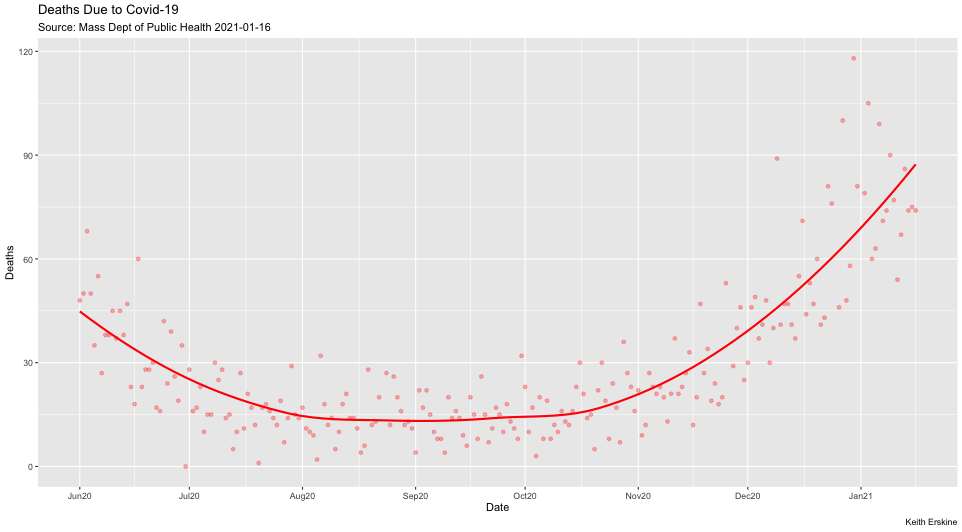 Deaths Due to Covid-19
Source: Mass Dept of Public Health 2021-01-16
120
90
60
30
0
Deaths
Jun20 Jul20 Aug20 Sep20 Oct20 Nov20 Dec20 Jan21
Date
Keith Erskine